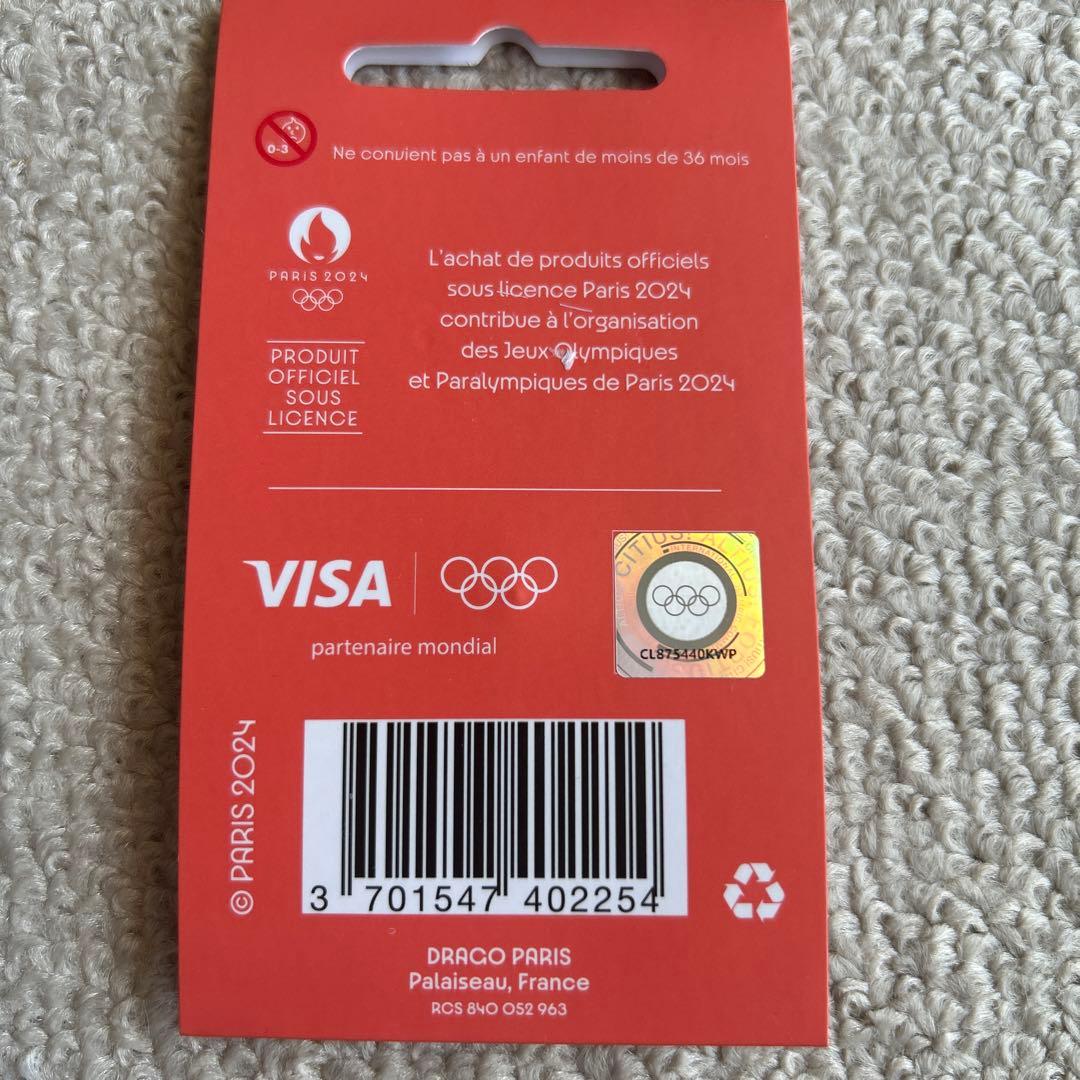 0-3
Ne convient pas à un enfant de moins de 36 mois
PARIS 2024
PRODUIT
OFFICIEL
SOUS
LICENCE
L'achat de produits officiels
sous licence Paris 2024
contribue à l'organisation
des Jeux Olympiques
et Paralympiques de Paris 2024
VISA
partenaire mondial
CITIUS!
INTERNATIONAL
CL875440KWP
© PARIS 2024
3 701547 402254
DRAGO PARIS
Palaiseau, France
RCS 840 052 963